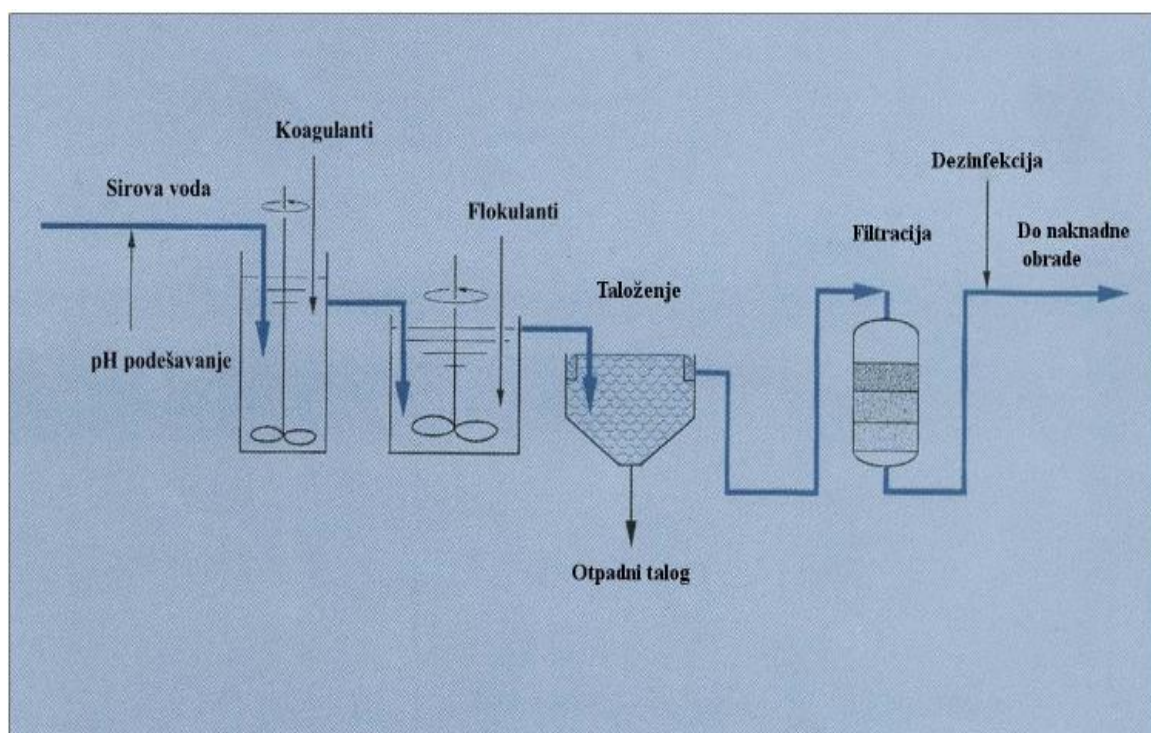 Koagulanti
Dezinfekcija
Sirova voda
Flokulanti
Filtracija
Do naknadne
obrade
Taloženje
pH podešavanje
Otpadni talog